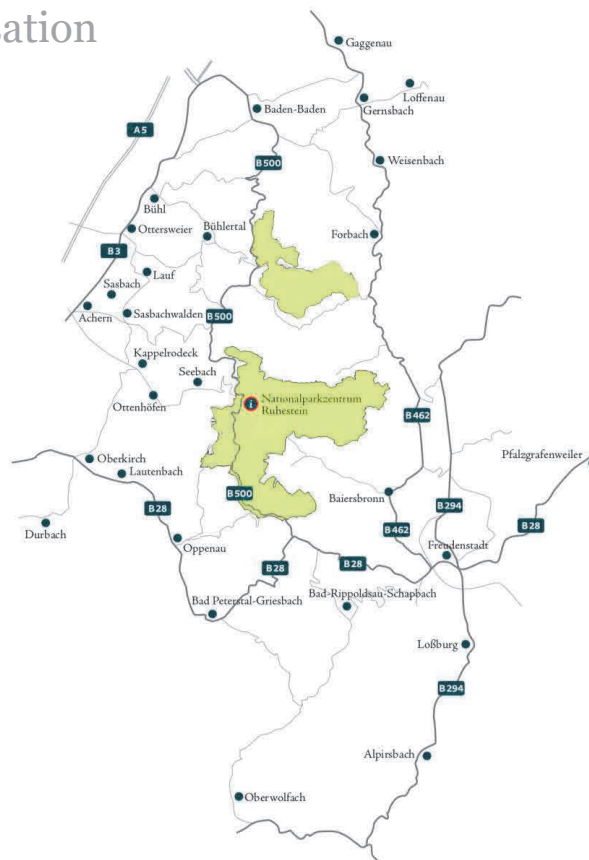 sation
Gaggenau
Loffenau
Gernsbach
Baden-Baden
A5
B500
Weisenbach
Bühl
Ottersweier
Bühlertal
Forbach
B3
Lauf
Sasbach
Achern
Sasbachwalden
B500
Kappelrodeck
Seebach
Ottenhöfen
Nationalparkzentrum
Ruhestein
i
B462
Pfalzgrafenweiler
Oberkirch
Lautenbach
B500
Baiersbronn
B28
B294
Durbach
B462
B28
Oppenau
Freudenstadt
B28
B28
Bad Peterstal-Griesbach
Bad-Rippoldsau-Schapbach
Loßburg
B294
Alpirsbach
Oberwolfach